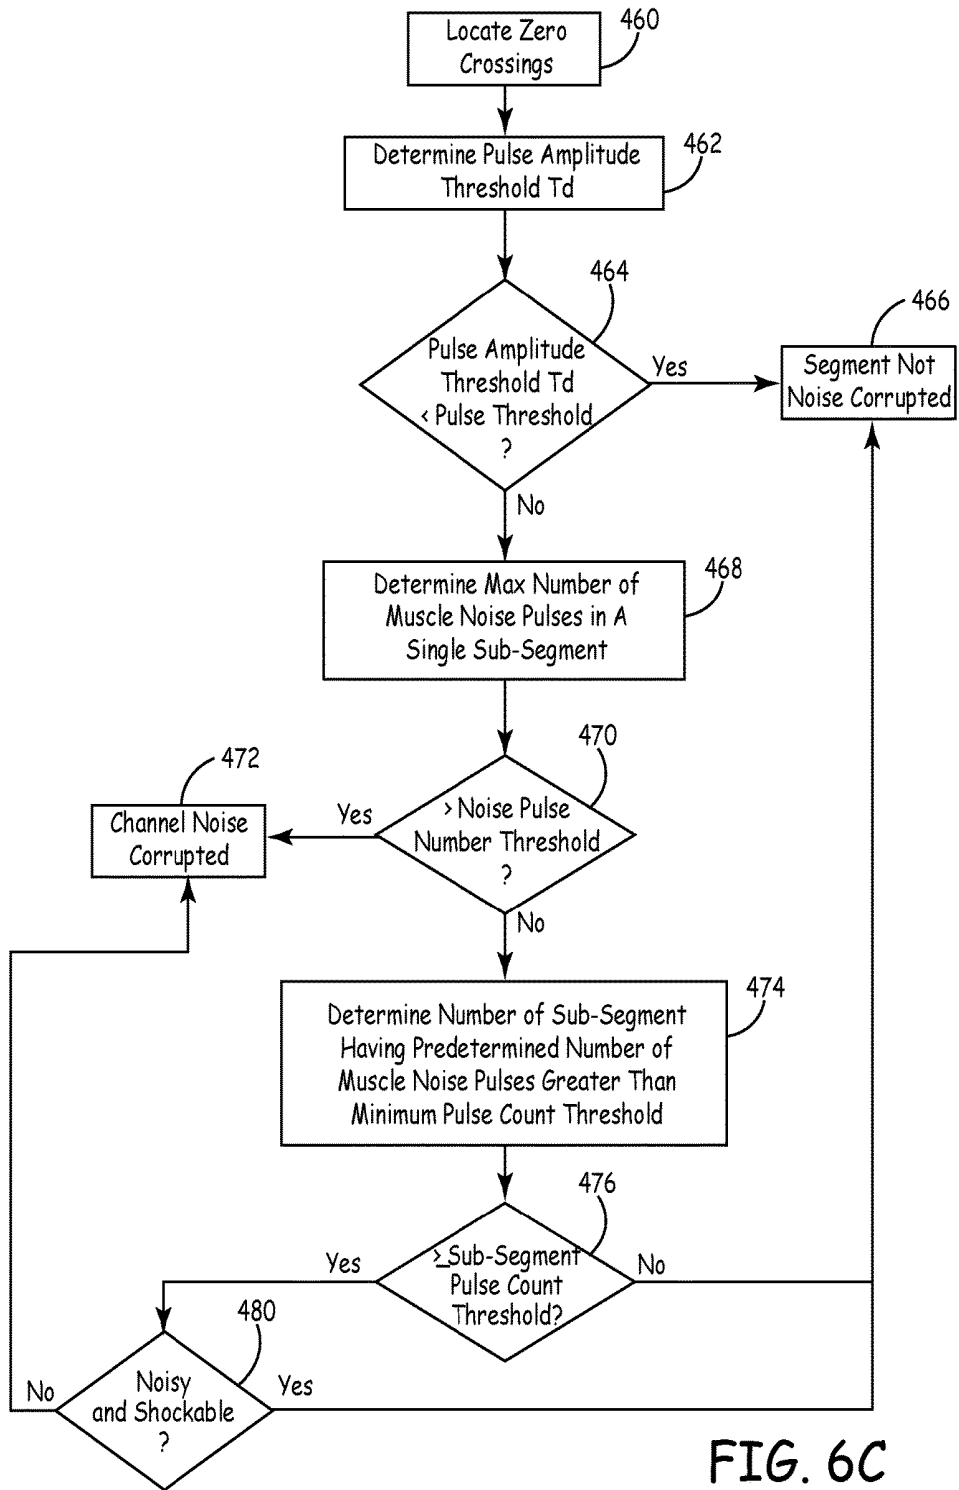 Locate Zero
Crossings
460
Determine Pulse Amplitude
Threshold Td
462
464
Pulse Amplitude
Threshold Td
< Pulse Threshold
?
Yes
466
Segment Not
Noise Corrupted
No
468
Determine Max Number of
Muscle Noise Pulses in A
Single Sub-Segment
470
472
> Noise Pulse
Number Threshold
?
Yes
Channel Noise
Corrupted
No
474
Determine Number of Sub-Segment
Having Predetermined Number of
Muscle Noise Pulses Greater Than
Minimum Pulse Count Threshold
476
≥ Sub-Segment
Pulse Count
Threshold?
Yes
No
480
Noisy
and Shockable
?
No
Yes
FIG. 6C